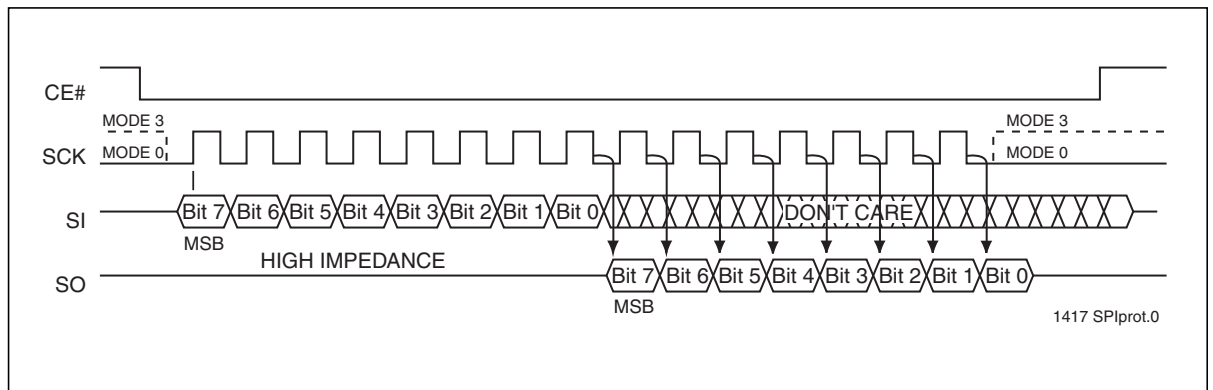 CE#
MODE 3 MODE 3
SCK MODE 0 MODE 0
SI Bit 7 Bit 6 Bit 5 Bit 4 Bit 3 Bit 2 Bit 1 Bit 0 DON'T CARE
MSB
HIGH IMPEDANCE
SO Bit 7 Bit 6 Bit 5 Bit 4 Bit 3 Bit 2 Bit 1 Bit 0
MSB
1417 SPIprot.0